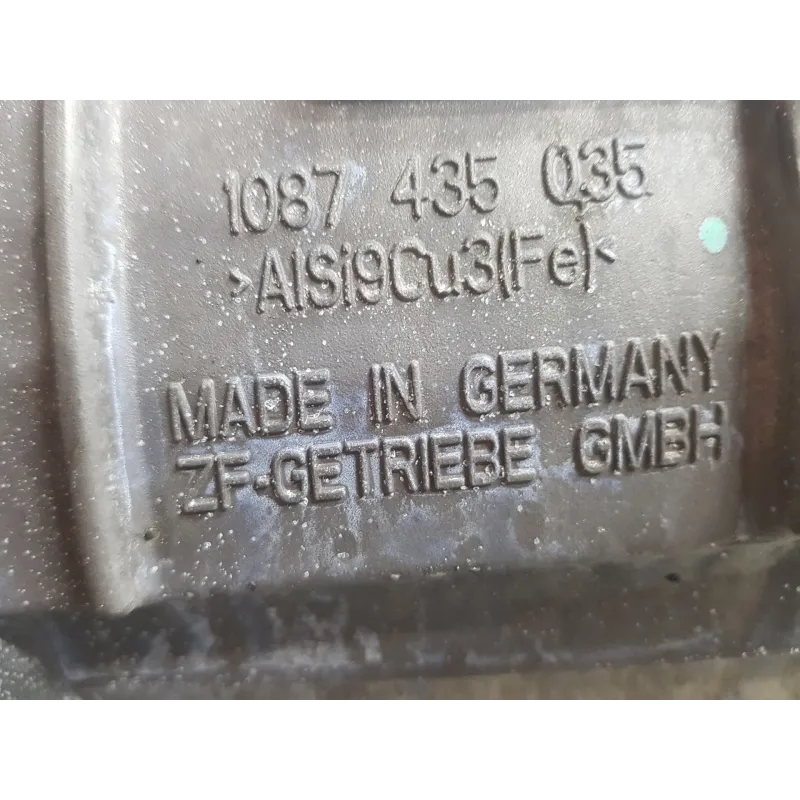 1087 435 035
>AlSi9Cu3(Fe)<
MADE IN GERMANY
ZF-GETRIEBE GMBH